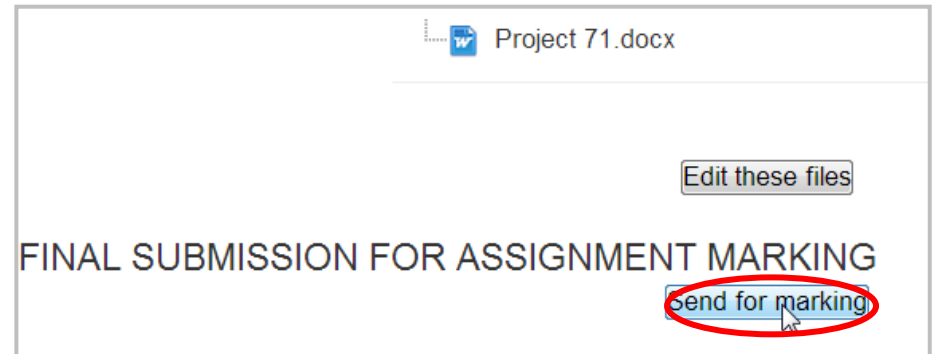 Project 71.docx
Edit these files
FINAL SUBMISSION FOR ASSIGNMENT MARKING
Send for marking